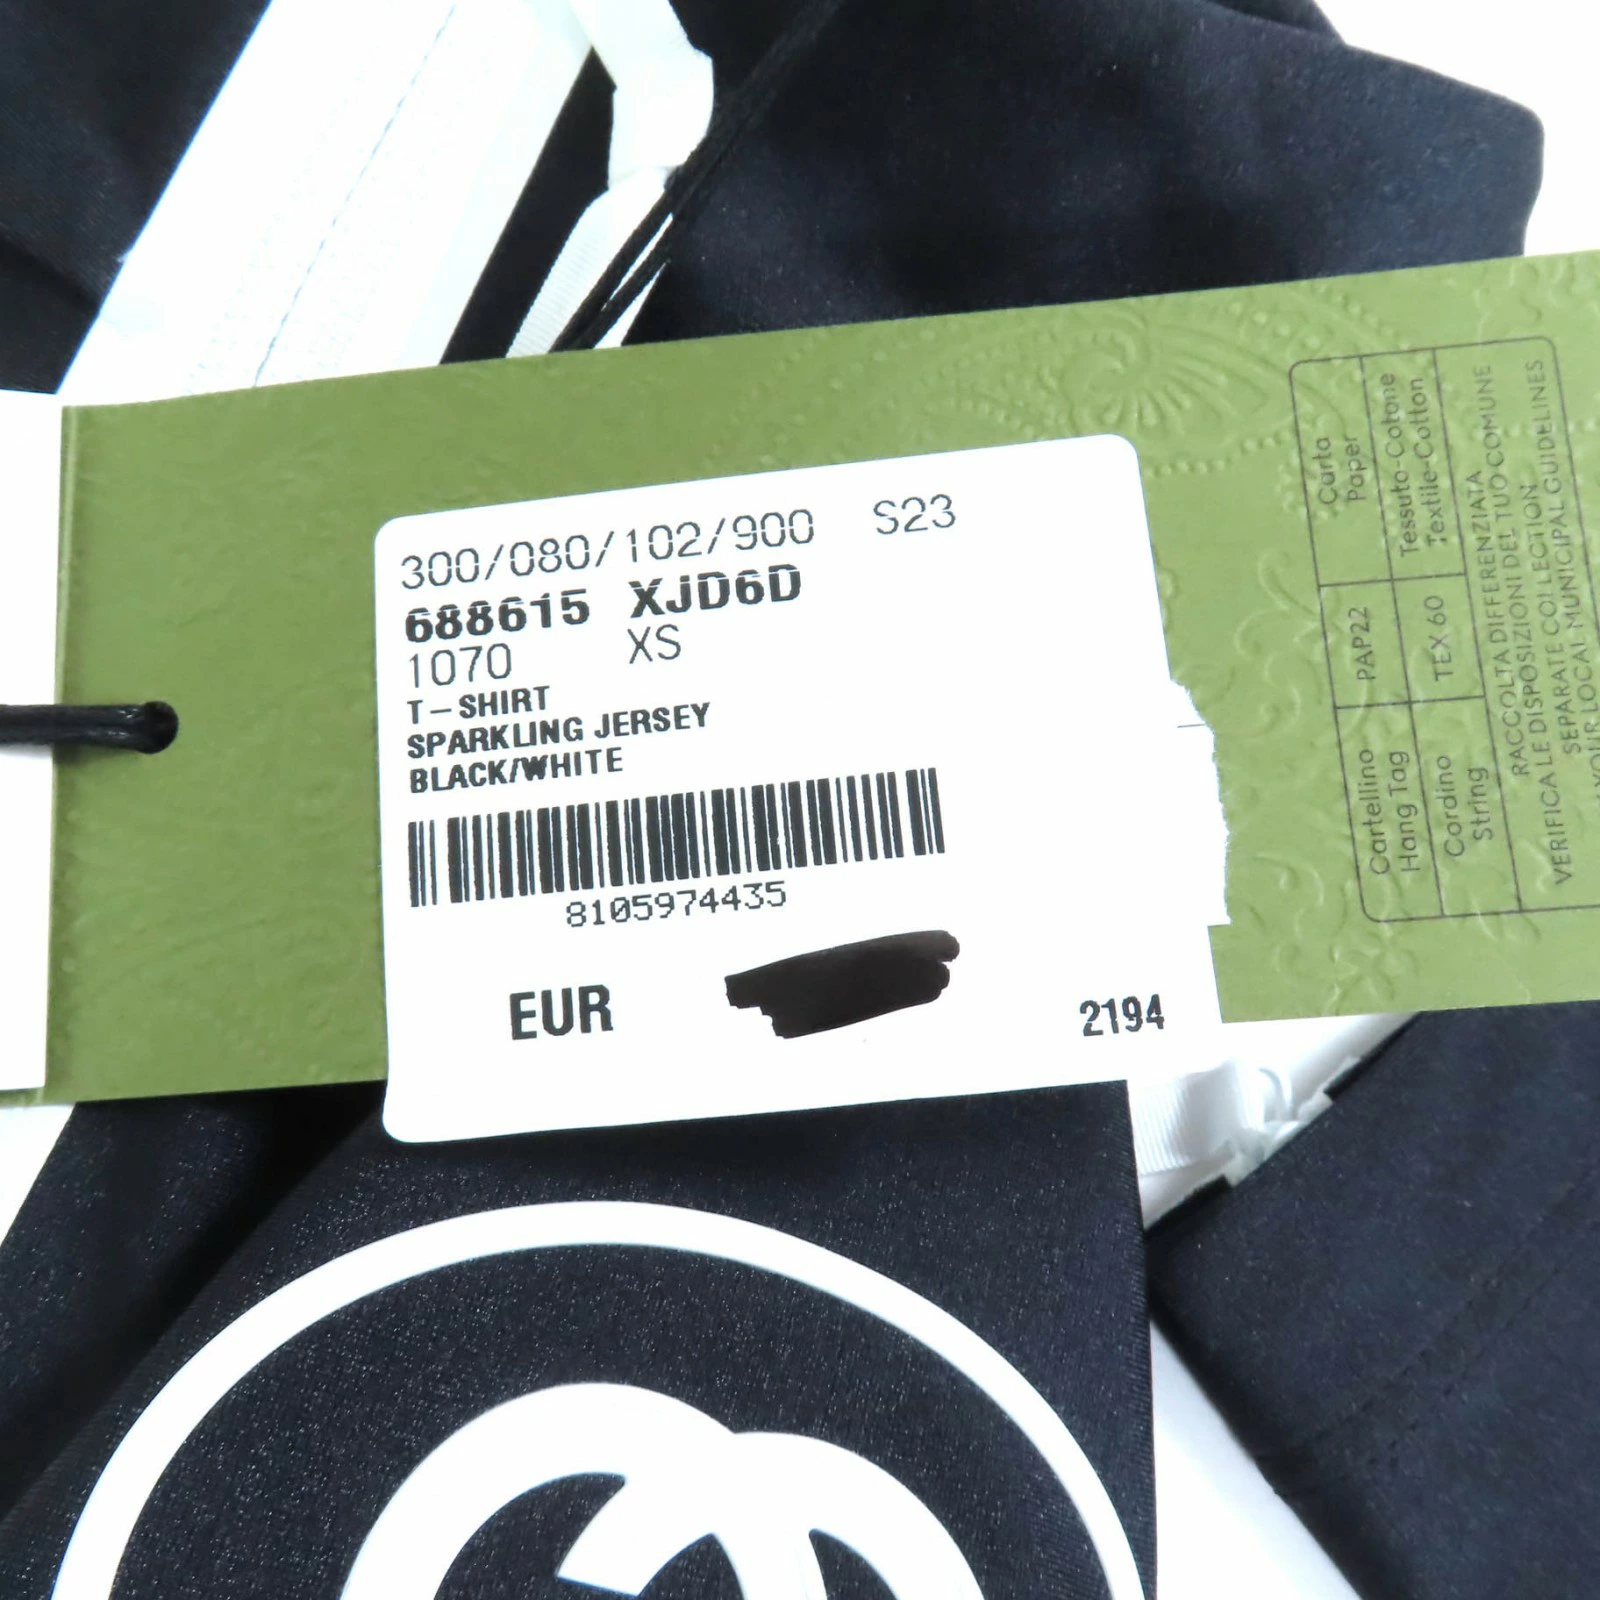 300/080/102/900 S23
688615 XJD6D
1070 XS
T-SHIRT
SPARKLING JERSEY
BLACK/WHITE
8105974435
EUR
2194
Cartellino
Hang Tag
PAP22
Carta
Paper
Cordino
String
TEX 60
Tessuto-Cotone
Textile-Cotton
RACCOLTA DIFFERENZIATA
VERIFICA LE DISPOSIZIONI DEL TUO COMUNE
SEPARATE COLLECTION
YOUR LOCAL MUNICIPAL GUIDELINES